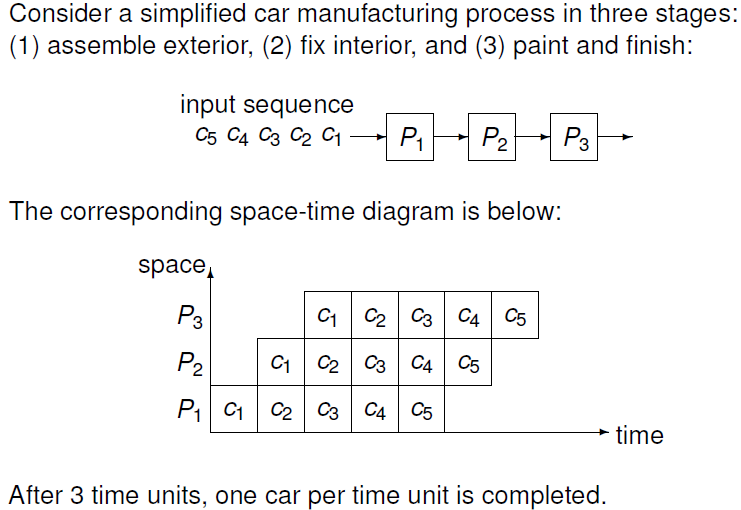 Consider a simplified car manufacturing process in three stages:
(1) assemble exterior, (2) fix interior, and (3) paint and finish:
input sequence
c5 c4 c3 c2 c1 P1 P2 P3
The corresponding space-time diagram is below:
space
P3 c1 c2 c3 c4 c5
P2 c1 c2 c3 c4 c5
P1 c1 c2 c3 c4 c5
time
After 3 time units, one car per time unit is completed.